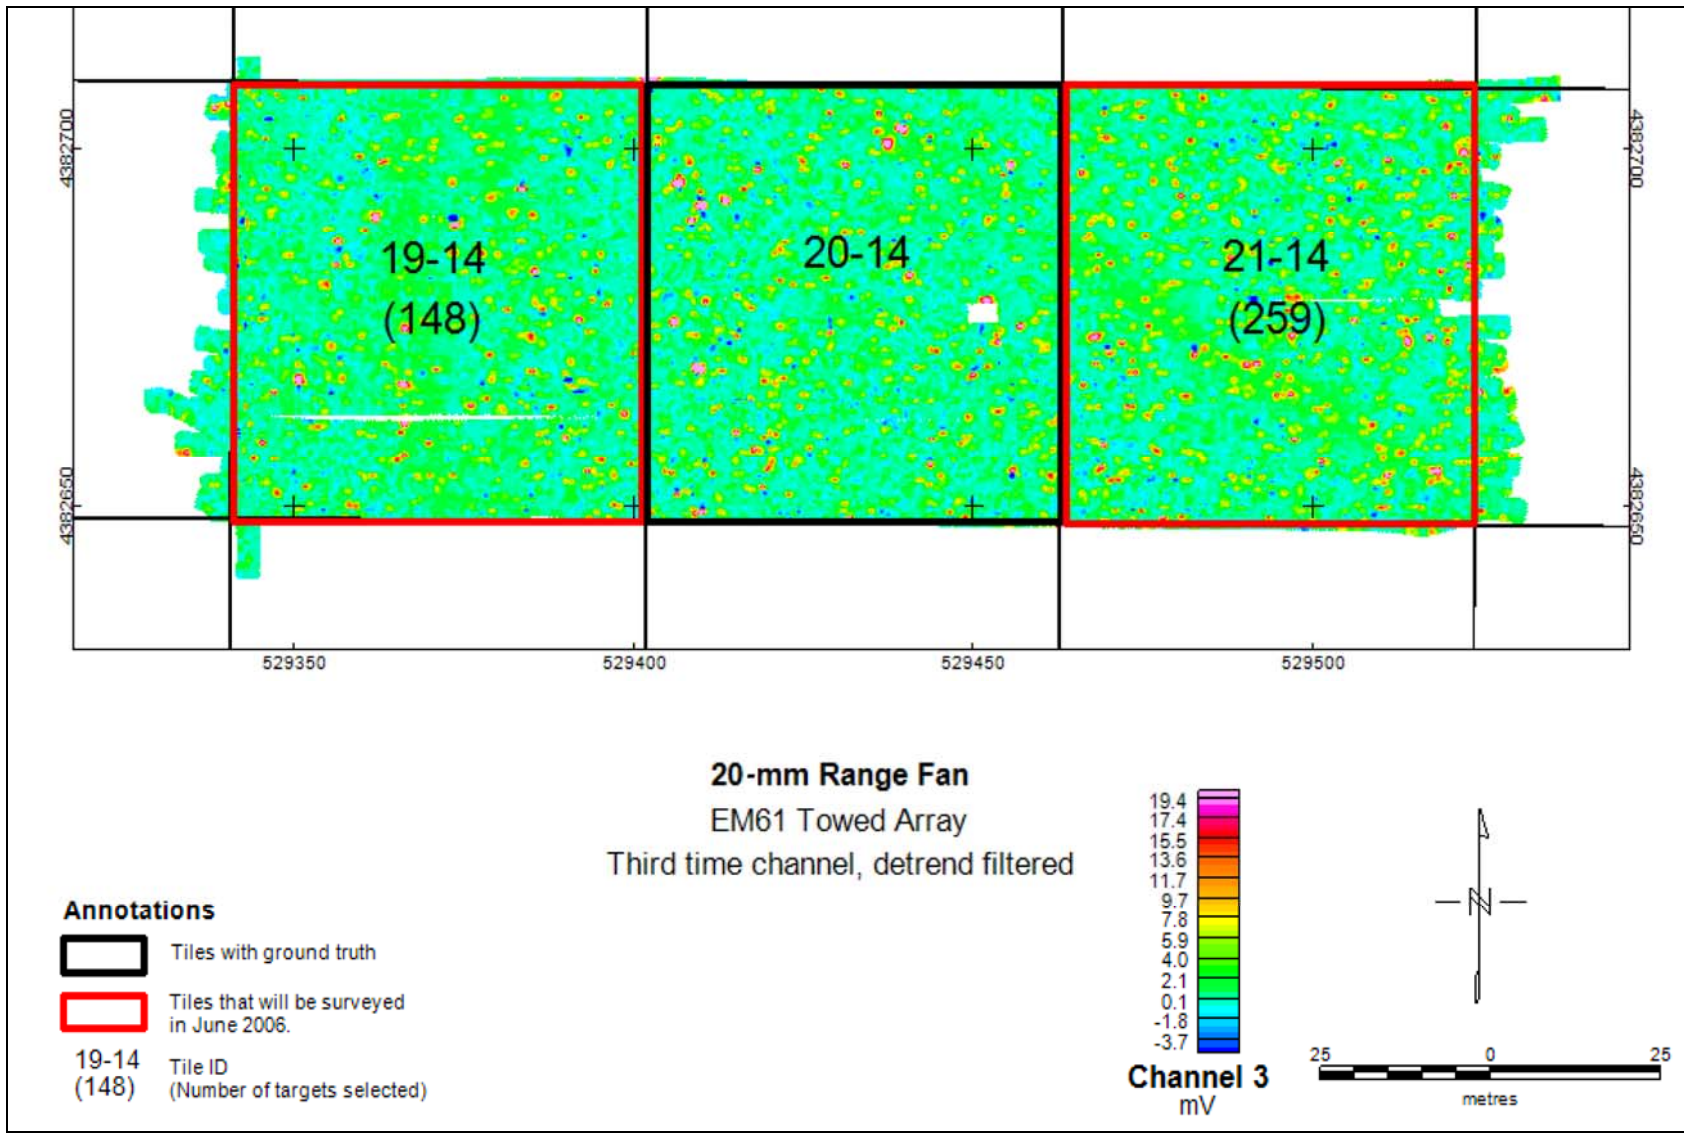 4382700
4382700
19-14
(148)
20-14
21-14
(259)
4382650
4382650
529350
529400
529450
529500
20-mm Range Fan
EM61 Towed Array
Third time channel, detrend filtered
19.4
17.4
15.5
13.6
11.7
9.7
7.8
5.9
4.0
2.1
0.1
-1.8
-3.7
Channel 3
mV
N
25 0 25
metres
Annotations
Tiles with ground truth
Tiles that will be surveyed
in June 2006.
19-14
(148)
Tile ID
(Number of targets selected)